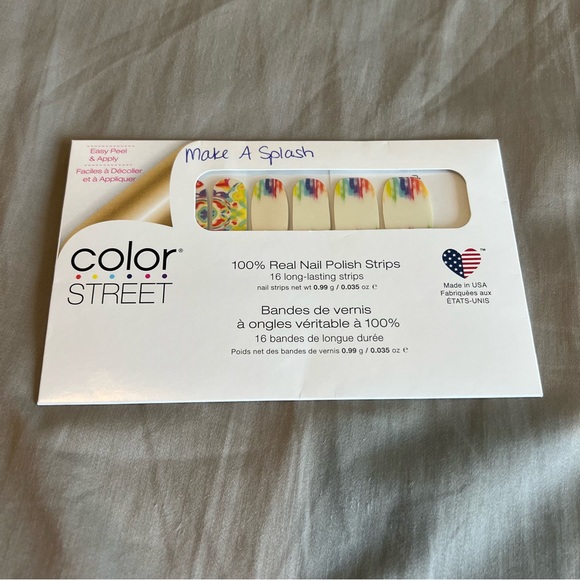 Easy Peel
& Apply
Faciles à Décoller
et à Appliquer
Make A Splash
color®
STREET
100% Real Nail Polish Strips
16 long-lasting strips
nail strips net wt 0.99 g / 0.035 oz ℮
Bandes de vernis
à ongles véritable à 100%
16 bandes de longue durée
Poids net des bandes de vernis 0.99 g / 0.035 oz ℮
TM
Made in USA
Fabriquées aux
ÉTATS-UNIS